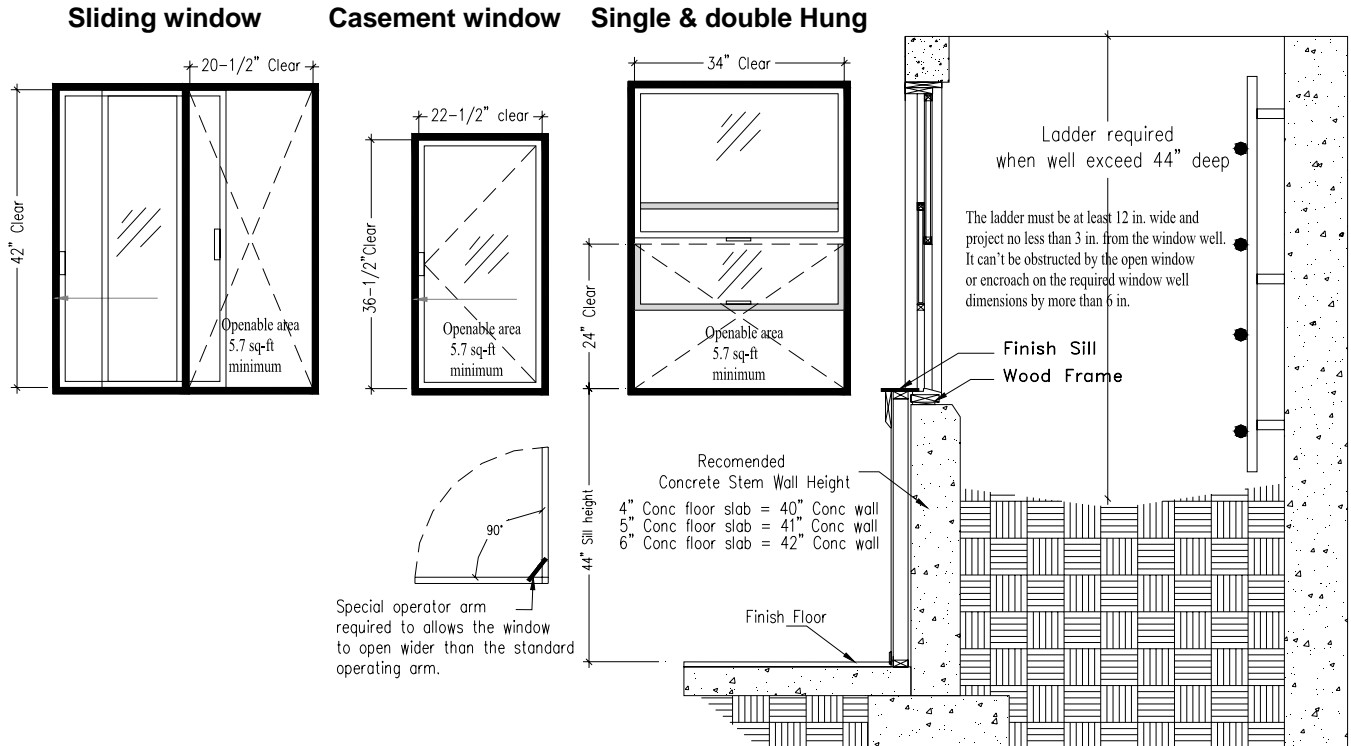 Sliding window
Casement window
Single & double Hung
20-1/2" Clear
42" Clear
Openable area
5.7 sq-ft
minimum
22-1/2" clear
36-1/2"Clear
Openable area
5.7 sq-ft
minimum
90°
Special operator arm
required to allows the window
to open wider than the standard
operating arm.
34" Clear
24" Clear
Openable area
5.7 sq-ft
minimum
44" Sill height
Recomended
Concrete Stem Wall Height
4" Conc floor slab = 40" Conc wall
5" Conc floor slab = 41" Conc wall
6" Conc floor slab = 42" Conc wall
Finish Floor
Ladder required
when well exceed 44" deep
The ladder must be at least 12 in. wide and
project no less than 3 in. from the window well.
It can't be obstructed by the open window
or encroach on the required window well
dimensions by more than 6 in.
Finish Sill
Wood Frame